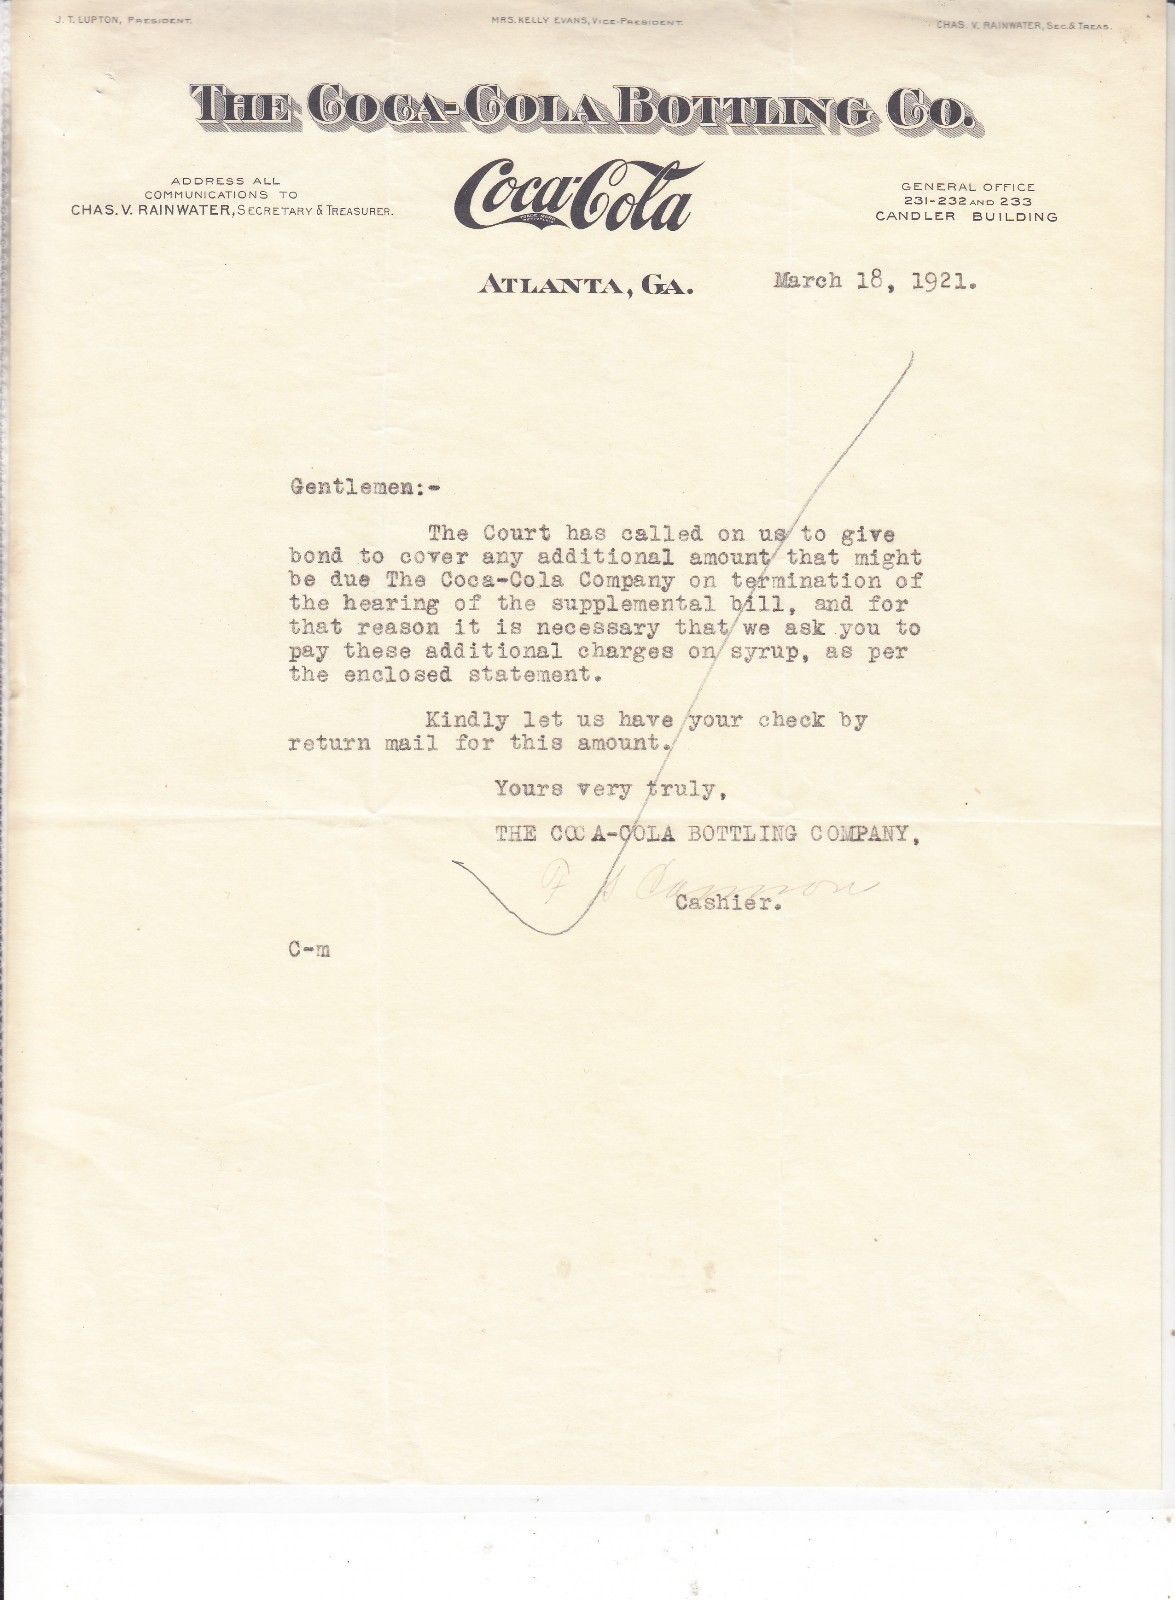 J. T. LUPTON, PRESIDENT.
MRS. KELLY EVANS, VICE-PRESIDENT.
CHAS. V. RAINWATER, SEC. & TREAS.
THE COCA-COLA BOTTLING CO.
ADDRESS ALL
COMMUNICATIONS TO
CHAS. V. RAINWATER, SECRETARY & TREASURER.
Coca-Cola
GENERAL OFFICE
231-232 AND 233
CANDLER BUILDING
ATLANTA, GA.
March 18, 1921.
Gentlemen:-
The Court has called on us to give
bond to cover any additional amount that might
be due The Coca-Cola Company on termination of
the hearing of the supplemental bill, and for
that reason it is necessary that we ask you to
pay these additional charges on syrup, as per
the enclosed statement.
Kindly let us have your check by
return mail for this amount.
Yours very truly,
THE COCA-COLA BOTTLING COMPANY,
F S Cannon
Cashier.
C-m